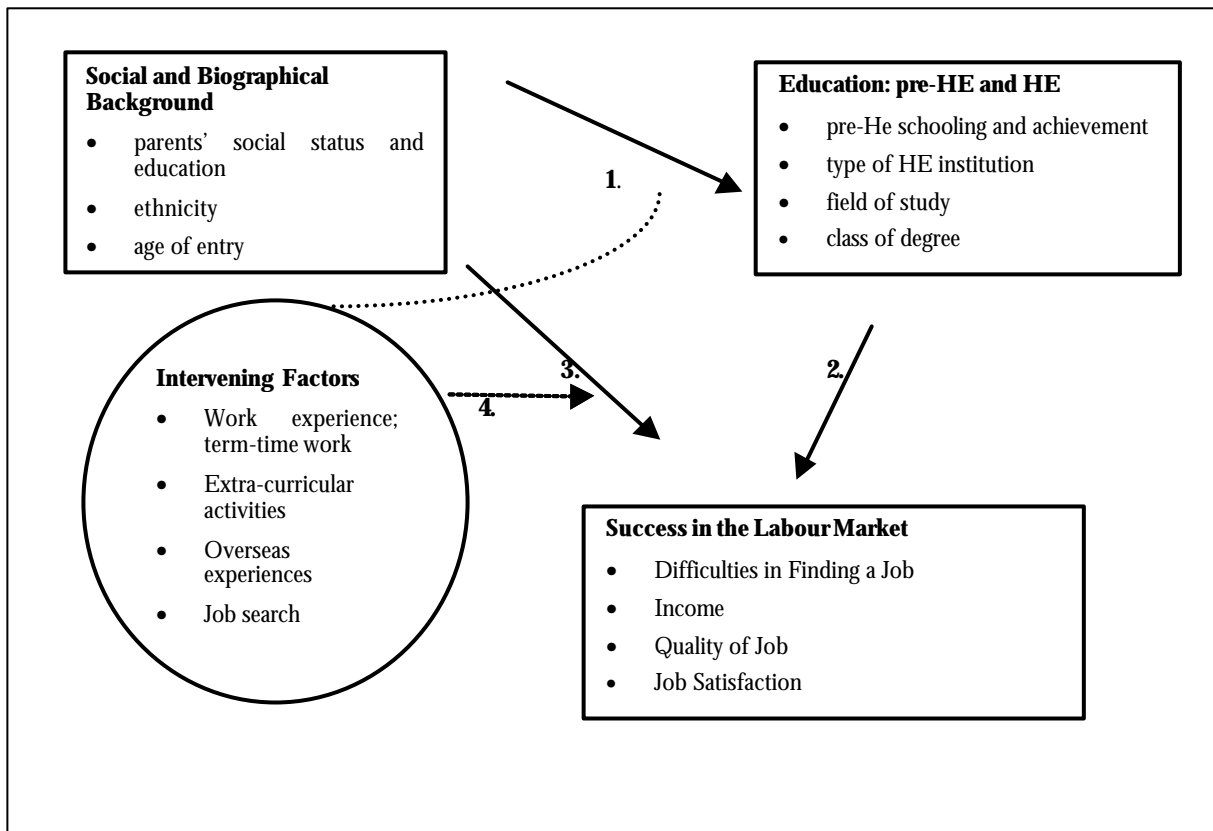 Social and Biographical
Background
• parents’ social status and
education
• ethnicity
• age of entry
Education: pre-HE and HE
• pre-He schooling and achievement
• type of HE institution
• field of study
• class of degree
1.
2.
3.
4.
Intervening Factors
• Work experience;
term-time work
• Extra-curricular
activities
• Overseas
experiences
• Job search
Success in the Labour Market
• Difficulties in Finding a Job
• Income
• Quality of Job
• Job Satisfaction